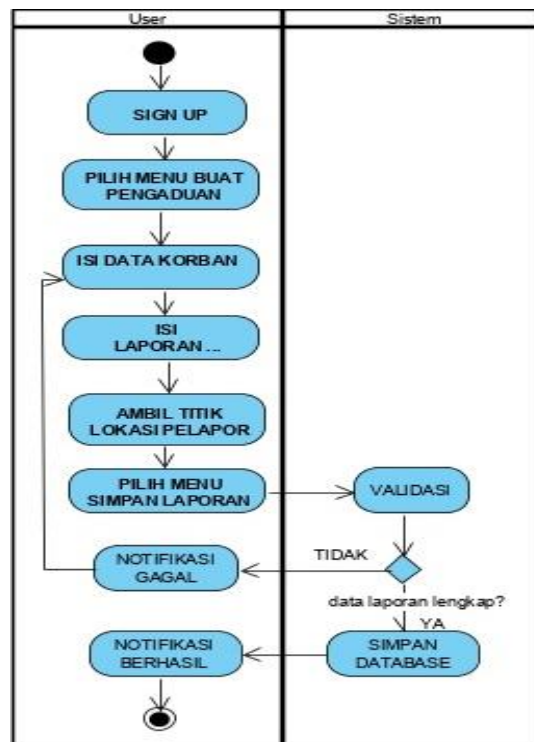 User
Sistem
SIGN UP
PILIH MENU BUAT
PENGADUAN
ISI DATA KORBAN
ISI
LAPORAN ...
AMBIL TITIK
LOKASI PELAPOR
PILIH MENU
SIMPAN LAPORAN
VALIDASI
TIDAK
NOTIFIKASI
GAGAL
data laporan lengkap?
YA
SIMPAN
DATABASE
NOTIFIKASI
BERHASIL